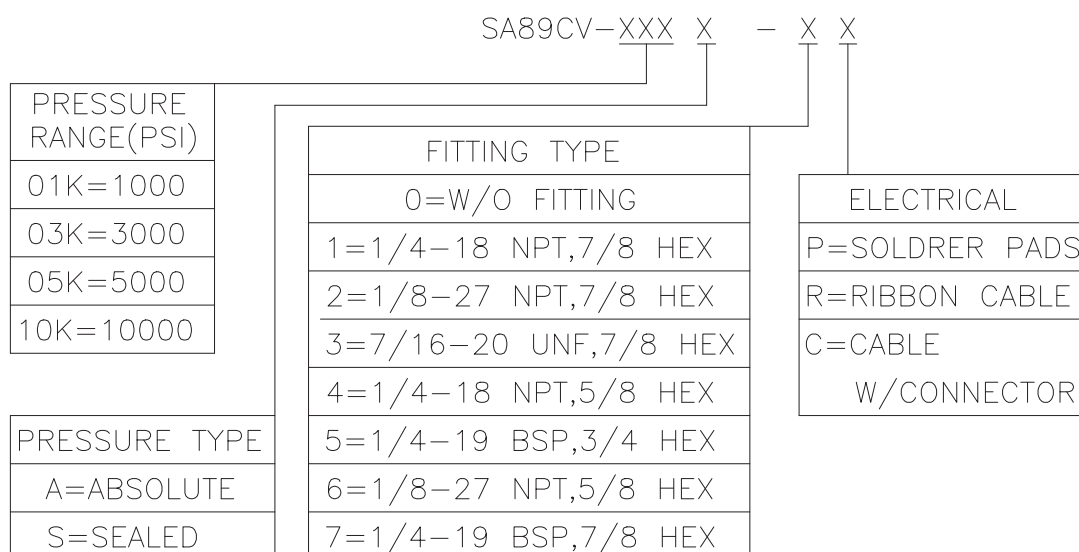 SA89CV-XXX X - X X
PRESSURE
RANGE(PSI)
01K=1000
03K=3000
05K=5000
10K=10000
PRESSURE TYPE
A=ABSOLUTE
S=SEALED
FITTING TYPE
0=W/O FITTING
1=1/4-18 NPT,7/8 HEX
2=1/8-27 NPT,7/8 HEX
3=7/16-20 UNF,7/8 HEX
4=1/4-18 NPT,5/8 HEX
5=1/4-19 BSP,3/4 HEX
6=1/8-27 NPT,5/8 HEX
7=1/4-19 BSP,7/8 HEX
ELECTRICAL
P=SOLDRER PADS
R=RIBBON CABLE
C=CABLE
W/CONNECTOR